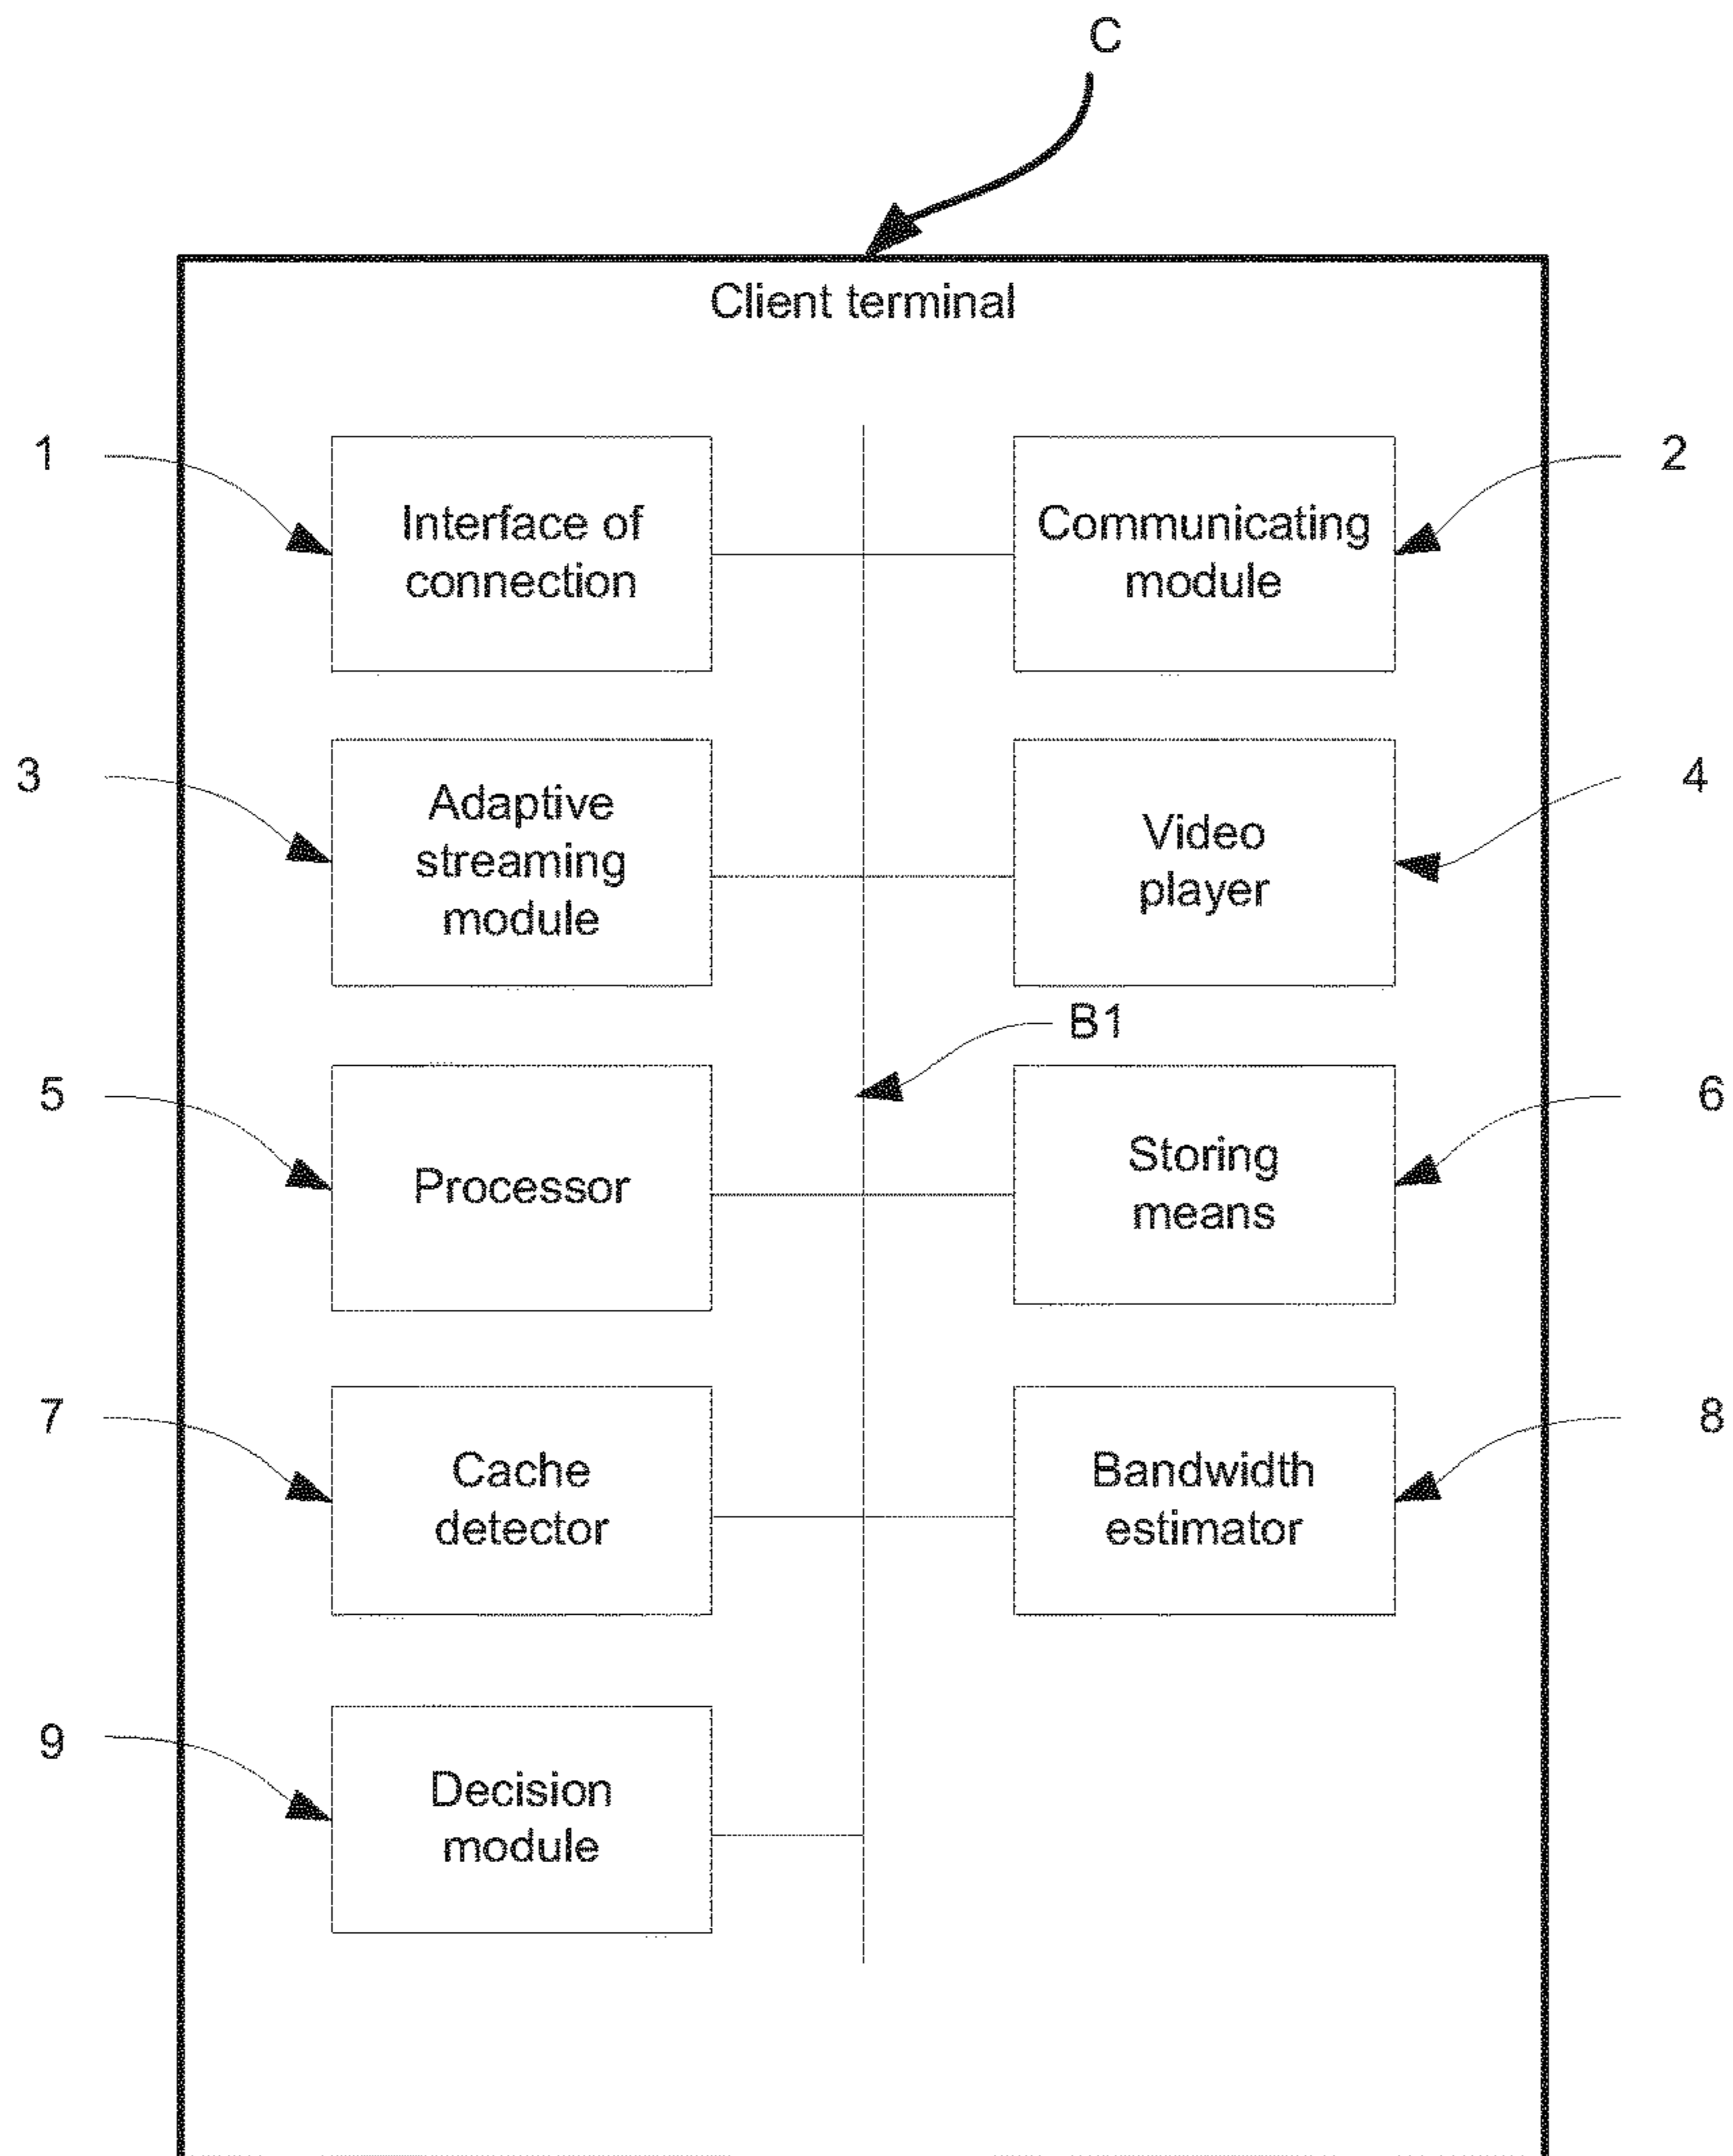 C
Client terminal
1
Interface of
connection
Communicating
module
2
3
Adaptive
streaming
module
Video
player
4
B1
5
Processor
Storing
means
6
7
Cache
detector
Bandwidth
estimator
8
9
Decision
module